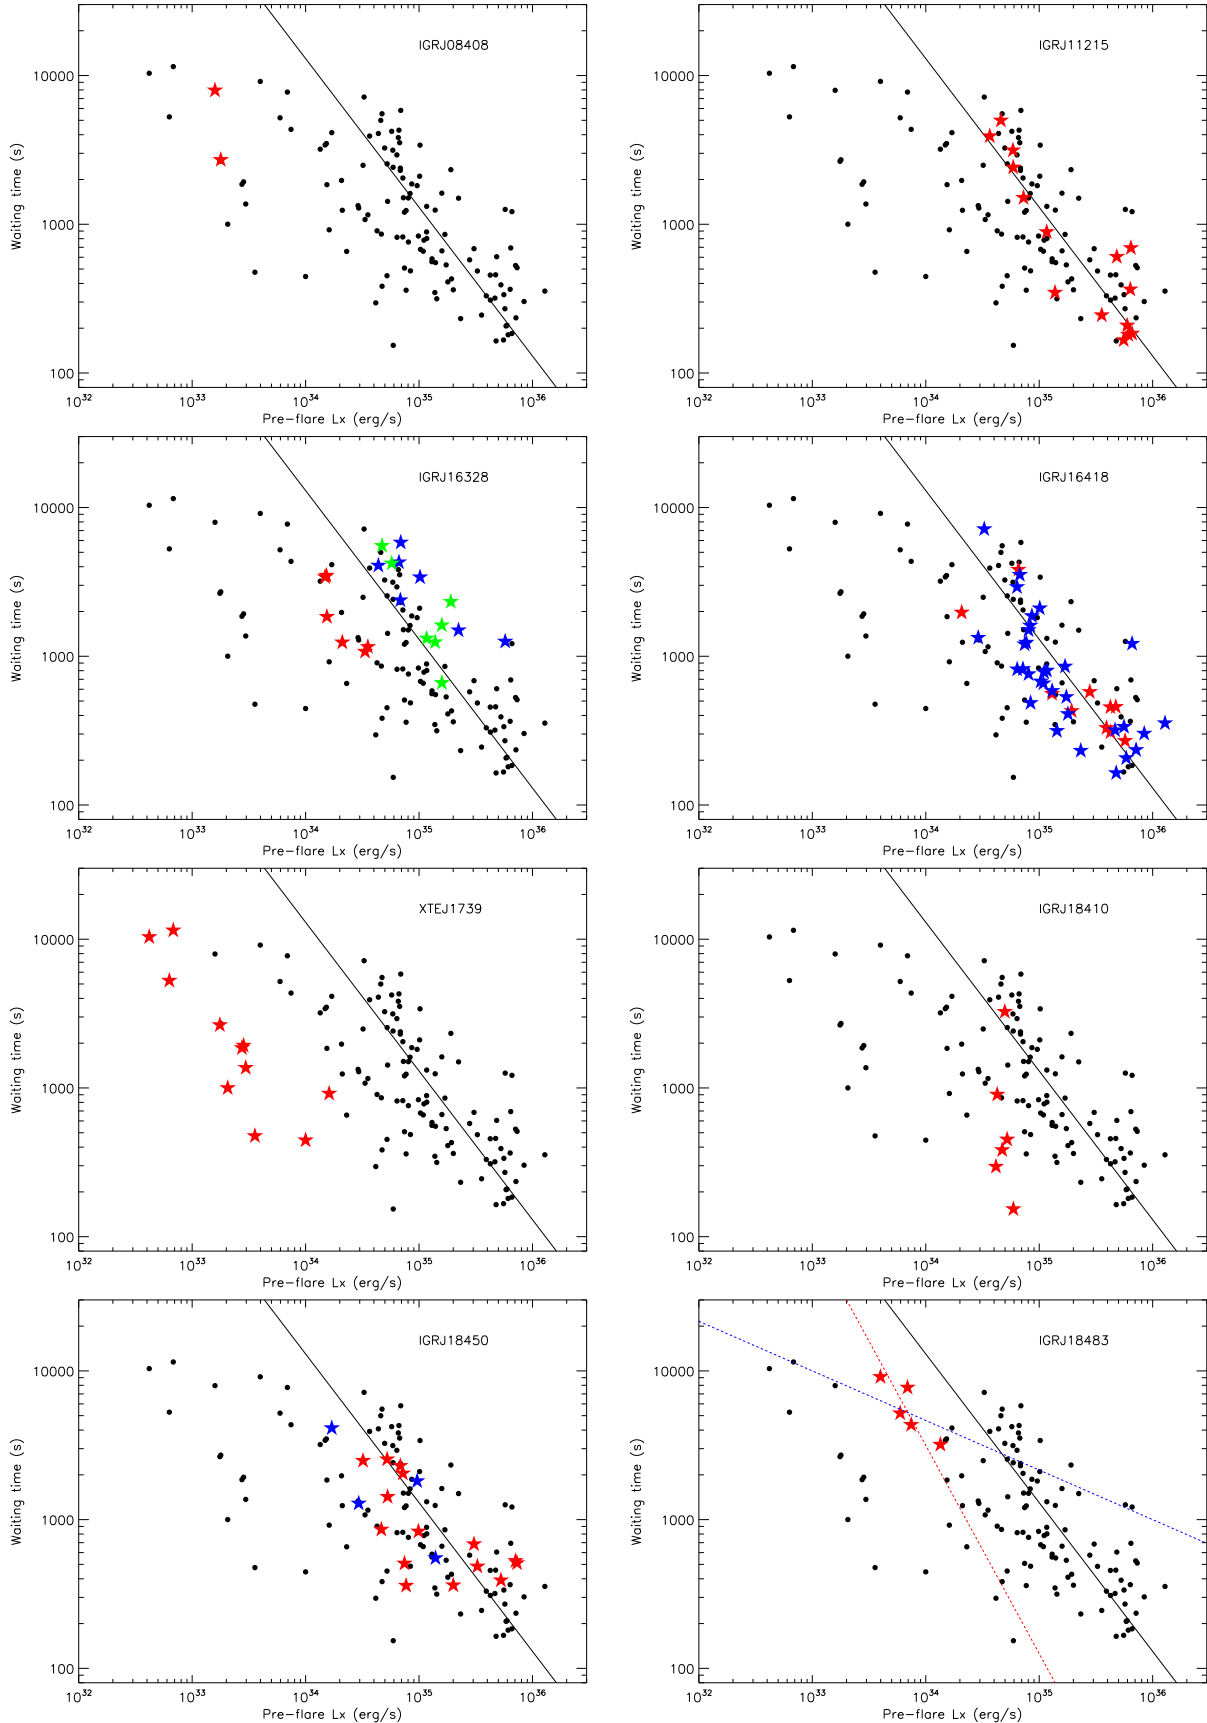 IGRJ08408
10000
1000
100
Waiting time (s)
10^32 10^33 10^34 10^35 10^36
Pre-flare Lx (erg/s)
IGRJ11215
10000
1000
100
Waiting time (s)
10^32 10^33 10^34 10^35 10^36
Pre-flare Lx (erg/s)
IGRJ16328
10000
1000
100
Waiting time (s)
10^32 10^33 10^34 10^35 10^36
Pre-flare Lx (erg/s)
IGRJ16418
10000
1000
100
Waiting time (s)
10^32 10^33 10^34 10^35 10^36
Pre-flare Lx (erg/s)
XTEJ1739
10000
1000
100
Waiting time (s)
10^32 10^33 10^34 10^35 10^36
Pre-flare Lx (erg/s)
IGRJ18410
10000
1000
100
Waiting time (s)
10^32 10^33 10^34 10^35 10^36
Pre-flare Lx (erg/s)
IGRJ18450
10000
1000
100
Waiting time (s)
10^32 10^33 10^34 10^35 10^36
Pre-flare Lx (erg/s)
IGRJ18483
10000
1000
100
Waiting time (s)
10^32 10^33 10^34 10^35 10^36
Pre-flare Lx (erg/s)